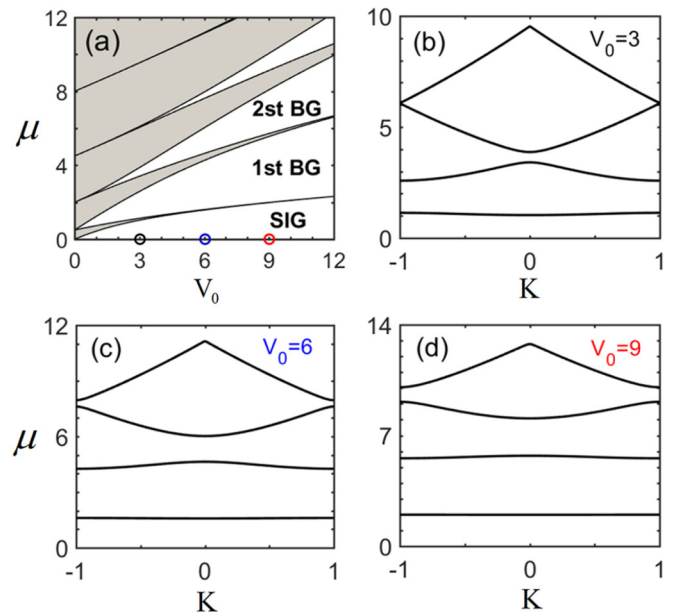 12
(a)
8
μ
4
0
2st BG
1st BG
SIG
0 3 6 9 12
V₀
10
(b)
V₀=3
5
0
-1 0 1
K
12
(c)
V₀=6
μ
6
0
-1 0 1
K
14
(d)
V₀=9
7
0
-1 0 1
K